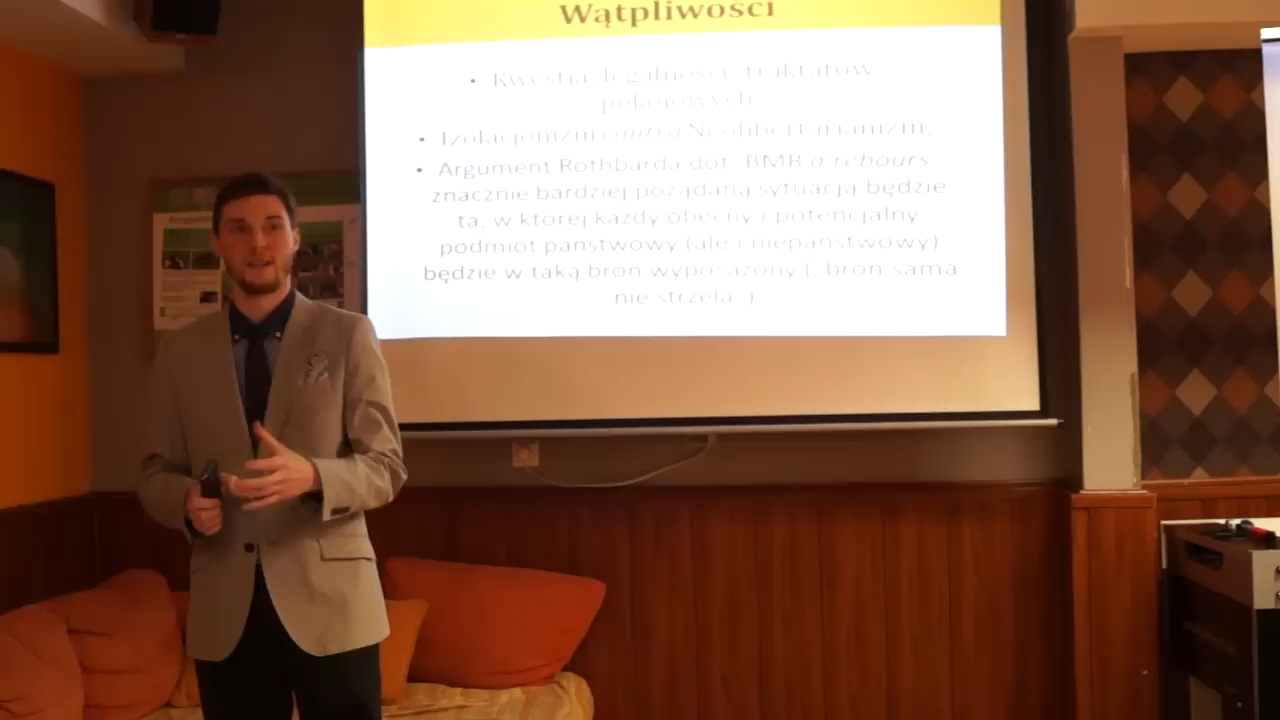 Wątpliwości
• Kwestia legalności traktatów
pokojowych
• Izolacjonizm contra Neolibertarianizm;
• Argument Rothbarda dot. BMR a rebours
znacznie bardziej pożądaną sytuacją będzie
ta, w której każdy obecny i potencjalny
podmiot państwowy (ale i niepaństwowy)
będzie w taką broń wyposażony (. broń sama
nie strzela. )